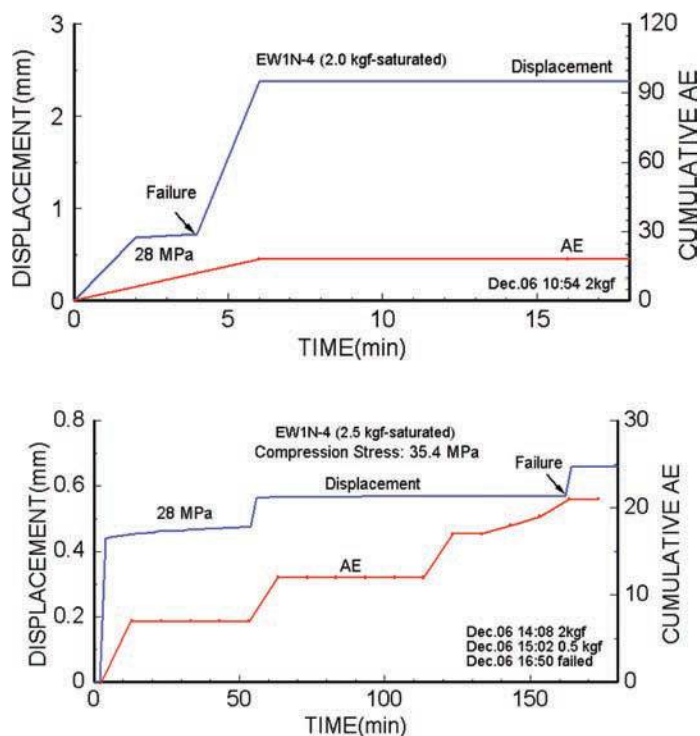 EW1N-4 (2.0 kgf-saturated)
Displacement
Failure
28 MPa
AE
Dec.06 10:54 2kgf
DISPLACEMENT(mm)
3
2
1
0
CUMULATIVE AE
120
90
60
30
0
0 5 10 15
TIME(min)
EW1N-4 (2.5 kgf-saturated)
Compression Stress: 35.4 MPa
Failure
Displacement
28 MPa
AE
Dec.06 14:08 2kgf
Dec.06 15:02 0.5 kgf
Dec.06 16:50 failed
DISPLACEMENT(mm)
0.8
0.6
0.4
0.2
0
CUMULATIVE AE
30
20
10
0
0 50 100 150
TIME(min)